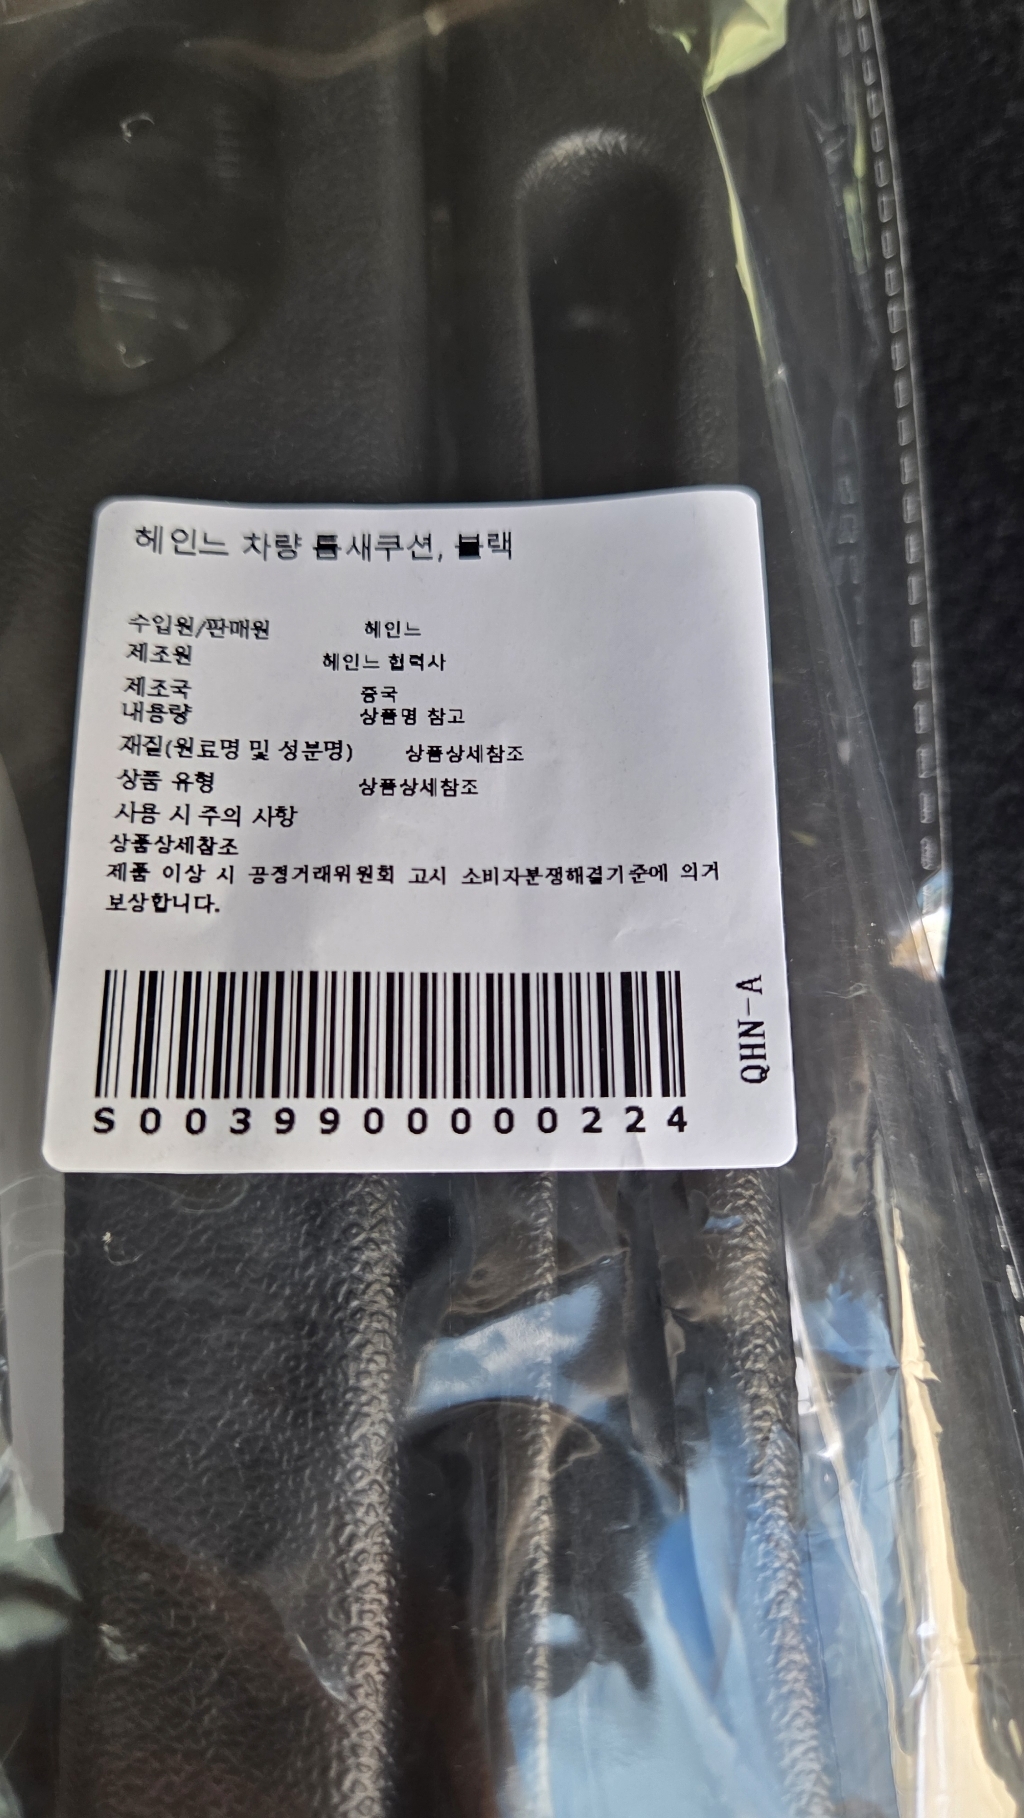 헤인느 차량 틈새쿠션, 블랙
수입원/판매원 헤인느
제조원 헤인느 협력사
제조국 중국
내용량 상품명 참고
재질(원료명 및 성분명) 상품상세참조
상품 유형 상품상세참조
사용 시 주의 사항
상품상세참조
제품 이상 시 공정거래위원회 고시 소비자분쟁해결기준에 의거
보상합니다.
QHN-A
S0039900000224